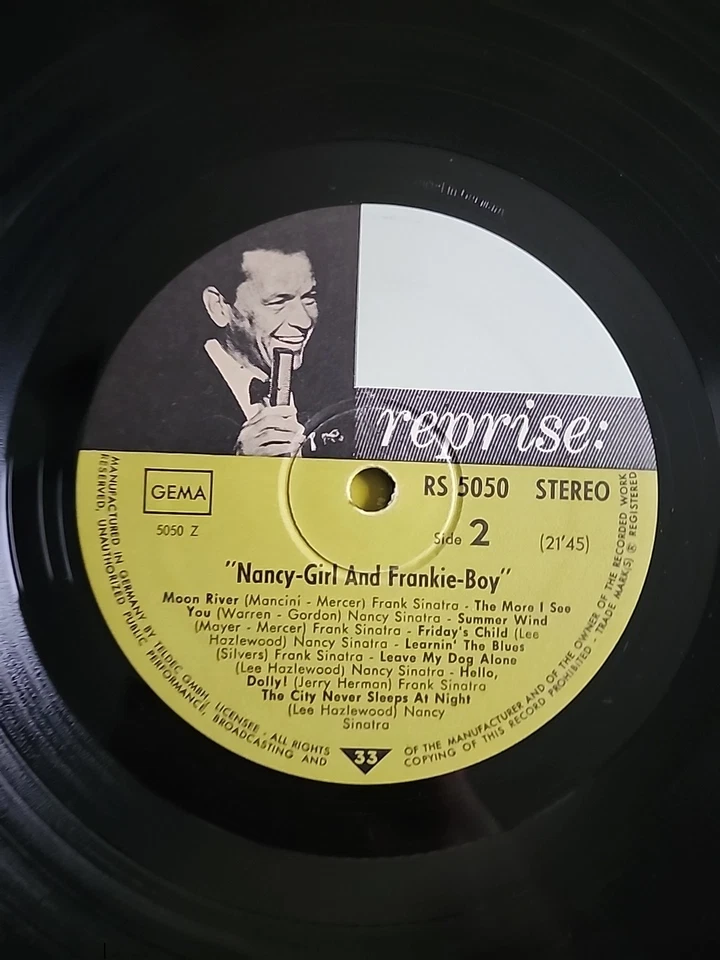 reprise:
GEMA
RS 5050 STEREO
5050 Z
Side 2
(21'45)
"Nancy-Girl And Frankie-Boy"
Moon River (Mancini - Mercer) Frank Sinatra - The More I See
You (Warren - Gordon) Nancy Sinatra - Summer Wind
(Mayer - Mercer) Frank Sinatra - Friday's Child (Lee
Hazlewood) Nancy Sinatra - Learnin' The Blues
(Silvers) Frank Sinatra - Leave My Dog Alone
(Lee Hazlewood) Nancy Sinatra - Hello,
Dolly! (Jerry Herman) Frank Sinatra
The City Never Sleeps At Night
(Lee Hazlewood) Nancy
Sinatra
33
MANUFACTURED IN GERMANY BY TELDEC GMBH, LICENSEE - ALL RIGHTS
OF THE MANUFACTURER AND OF THE OWNER OF THE RECORDED WORK
RESERVED, UNAUTHORIZED PUBLIC PERFORMANCE, BROADCASTING AND
COPYING OF THIS RECORD PROHIBITED - TRADE MARK(S) ® REGISTERED